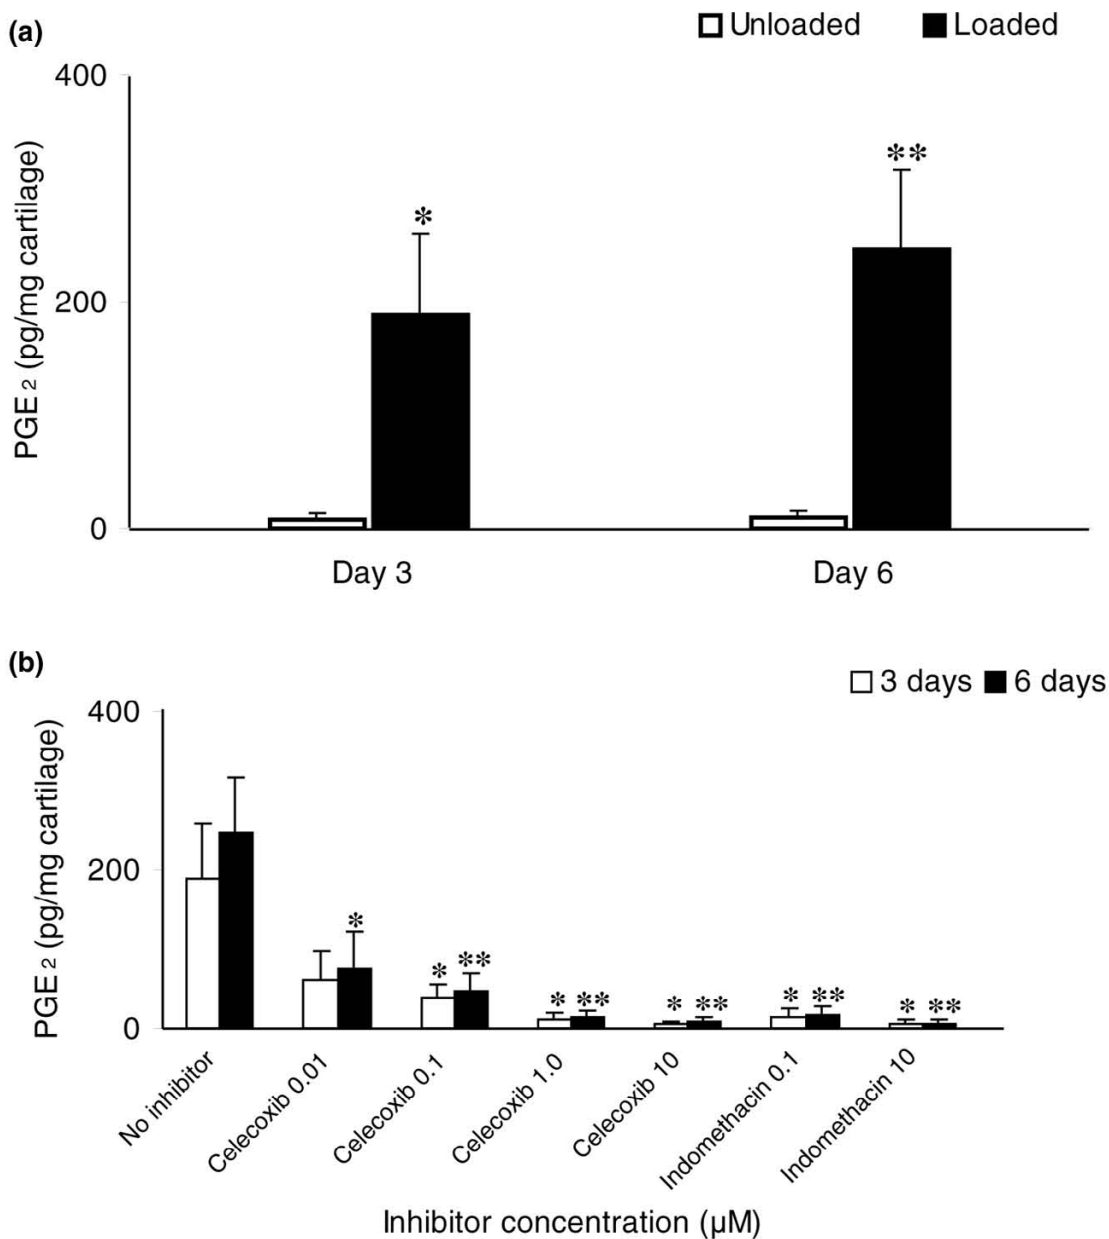 (a)
Unloaded Loaded
400
200
0
PGE 2 (pg/mg cartilage)
*
**
Day 3 Day 6
(b)
3 days 6 days
400
200
0
PGE 2 (pg/mg cartilage)
*
* **
* ** * ** * ** * **
No inhibitor
Celecoxib 0.01
Celecoxib 0.1
Celecoxib 1.0
Celecoxib 10
Indomethacin 0.1
Indomethacin 10
Inhibitor concentration (µM)